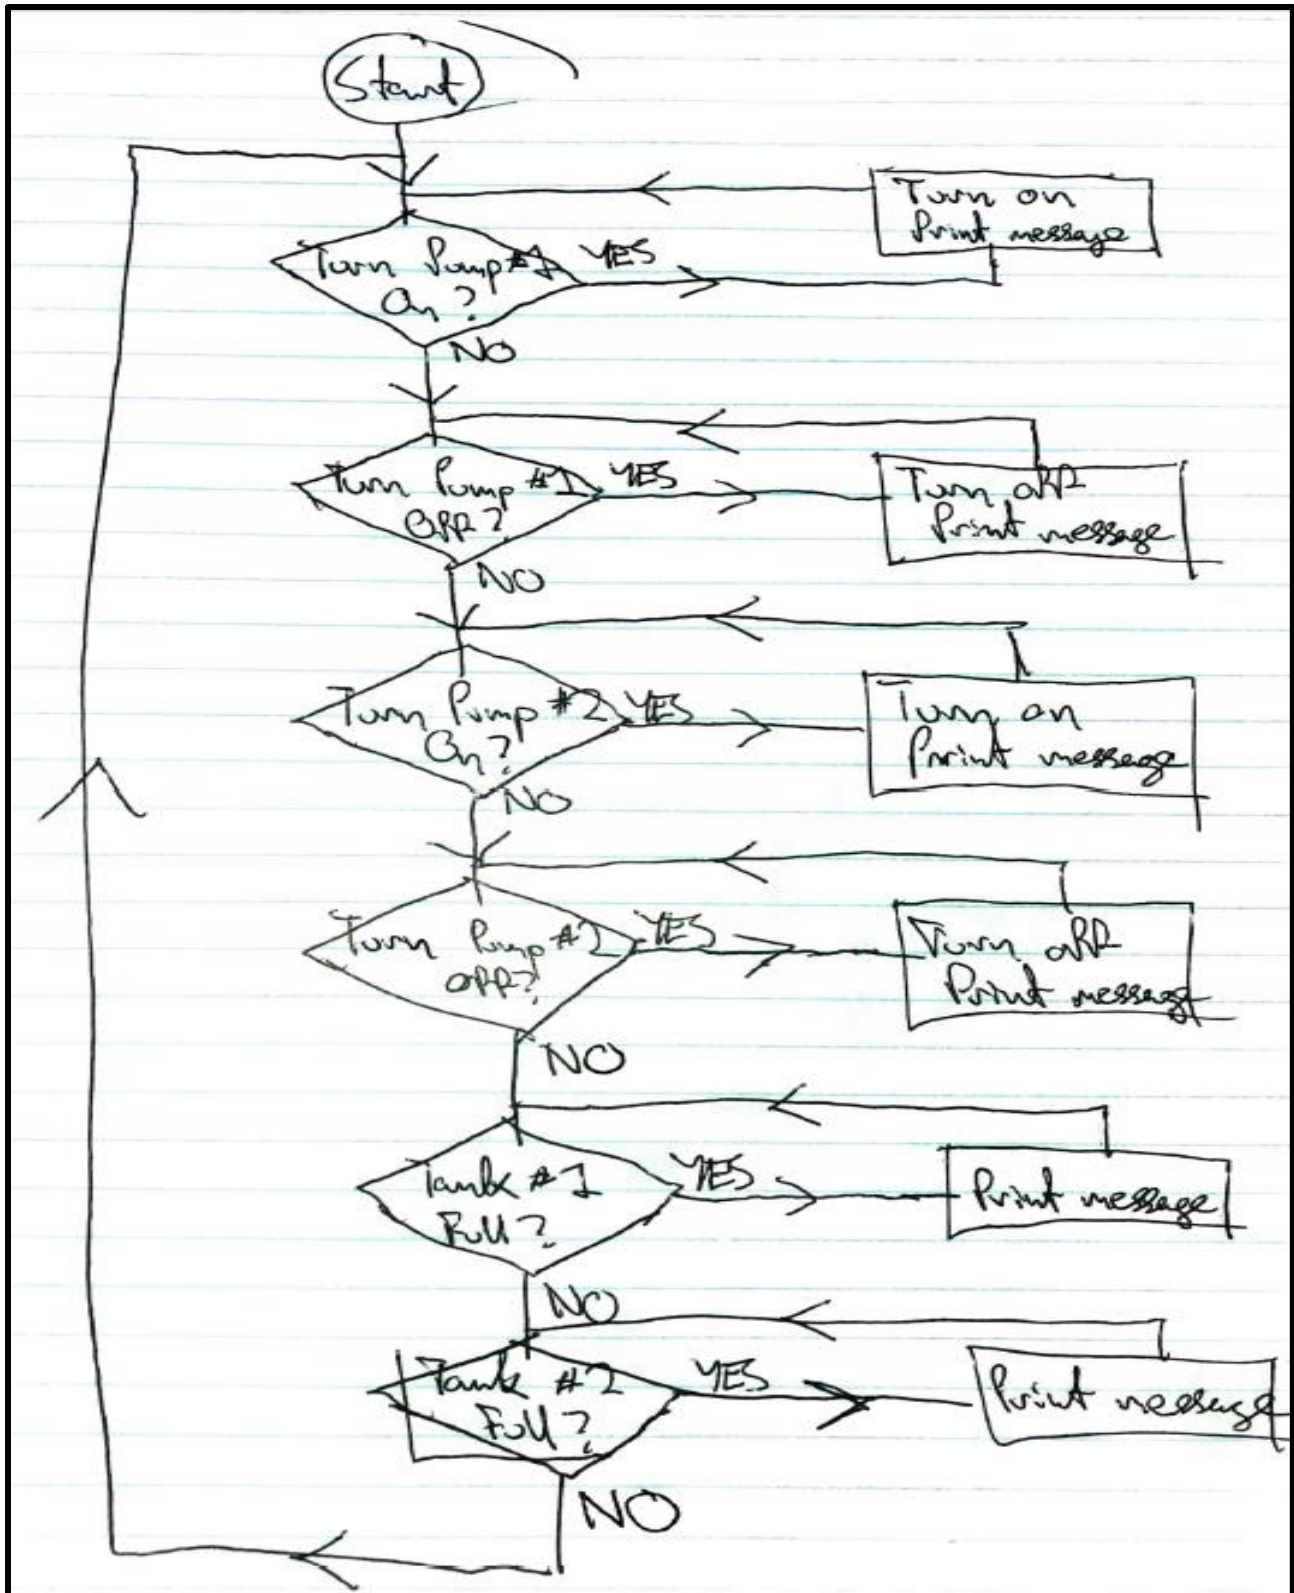 Start
Turn on
Print message
Turn Pump #1
On?
YES
NO
Turn Pump #1
Off?
YES
Turn off
Print message
NO
Turn Pump #2
On?
YES
Turn on
Print message
NO
Turn Pump #2
off?
YES
Turn off
Print message
NO
Tank #1
Full?
YES
Print message
NO
Tank #2
Full?
YES
Print message
NO